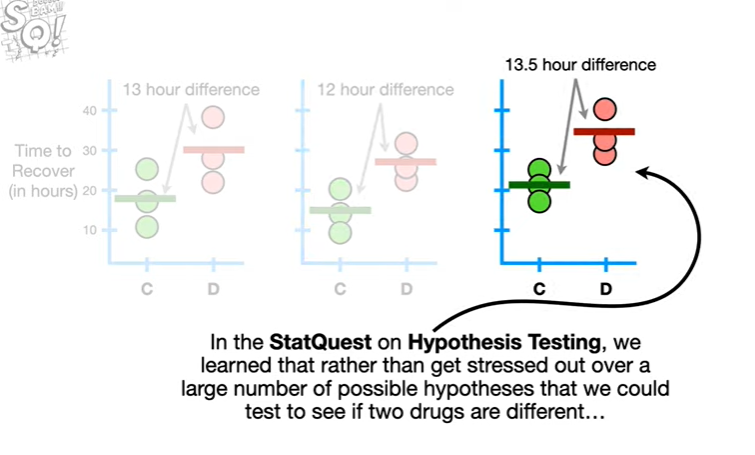 SQ!
13 hour difference
12 hour difference
13.5 hour difference
Time to
Recover
(in hours)
40
30
20
10
C D
C D
C D
In the StatQuest on Hypothesis Testing, we
learned that rather than get stressed out over a
large number of possible hypotheses that we could
test to see if two drugs are different…